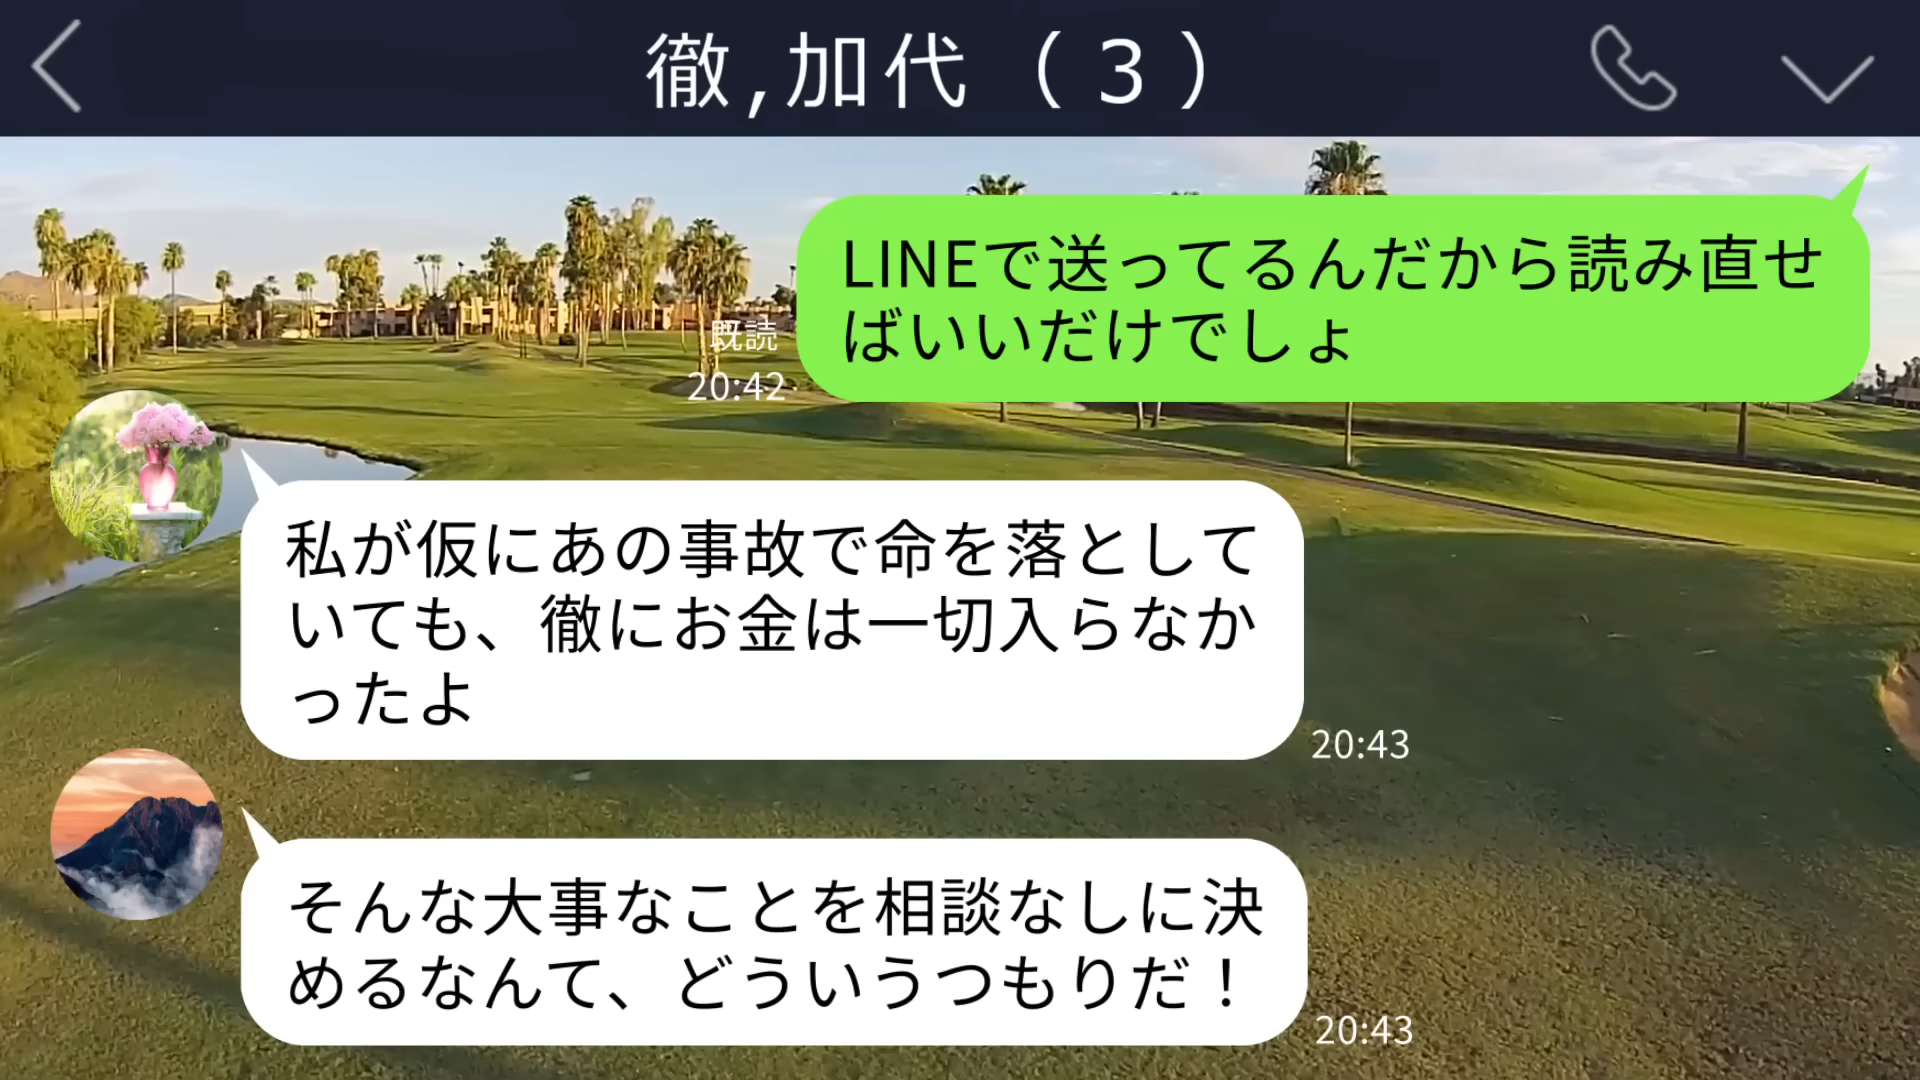 徹,加代（3）
LINEで送ってるんだから読み直せ
ばいいだけでしょ
既読
20:42
私が仮にあの事故で命を落として
いても、徹にお金は一切入らなか
ったよ
20:43
そんな大事なことを相談なしに決
めるなんて、どういうつもりだ！
20:43